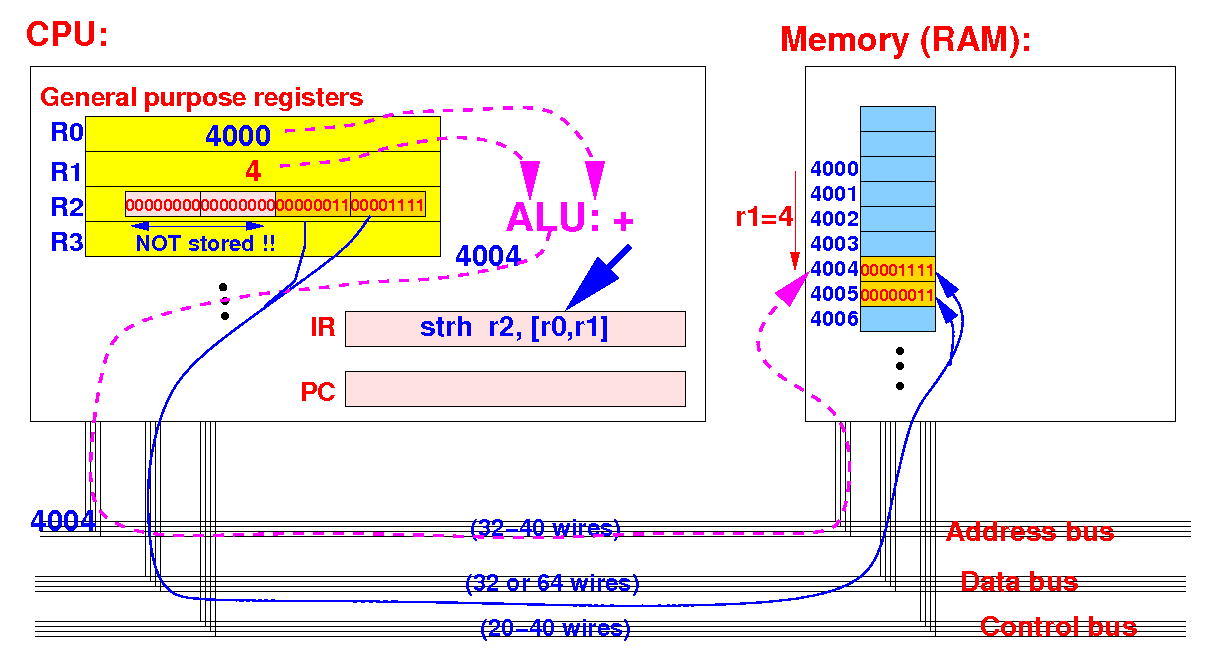 CPU:
Memory (RAM):
General purpose registers
R0 4000
R1 4
R2 00000000 00000000 00000011 00001111
R3 NOT stored !!
ALU: +
4004
IR strh r2, [r0,r1]
PC
4000
4001
r1=4
4002
4003
4004 00001111
4005 00000011
4006
4004
(32−40 wires)
Address bus
(32 or 64 wires)
Data bus
(20−40 wires)
Control bus